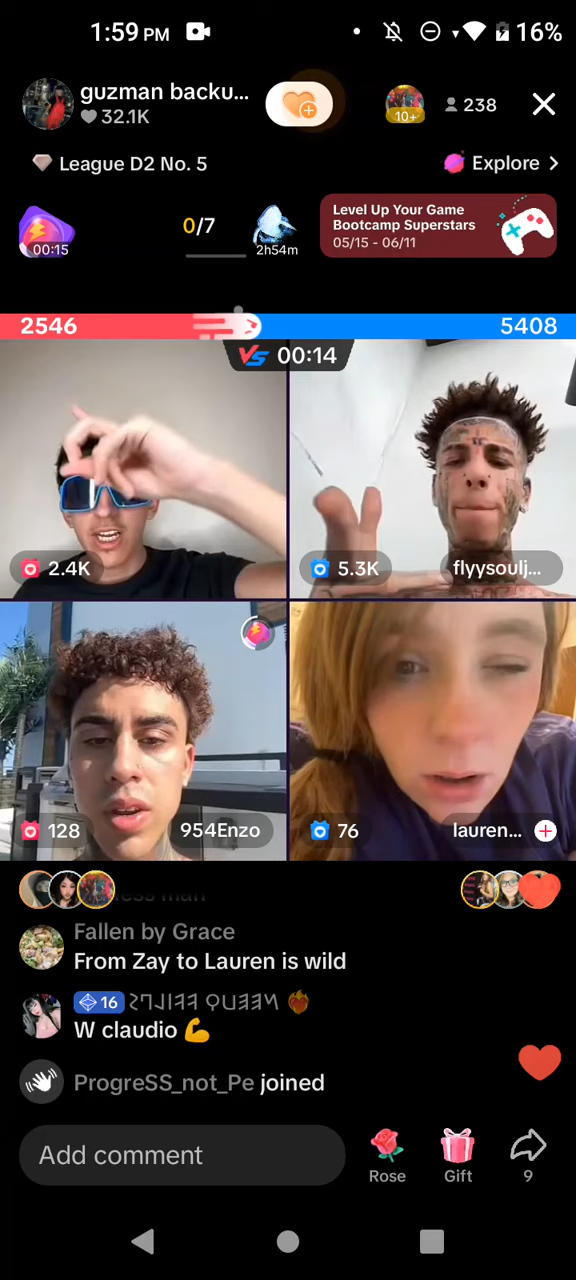 1:59 PM
16%
guzman backu...
32.1K
10+
238
League D2 No. 5
Explore
00:15
0/7
2h54m
Level Up Your Game
Bootcamp Superstars
05/15 - 06/11
2546
5408
VS 00:14
2.4K
5.3K
flyysoulj...
128
954Enzo
76
lauren...
Fallen by Grace
From Zay to Lauren is wild
16
W claudio 💪
ProgreSS_not_Pe joined
Add comment
Rose
Gift
9